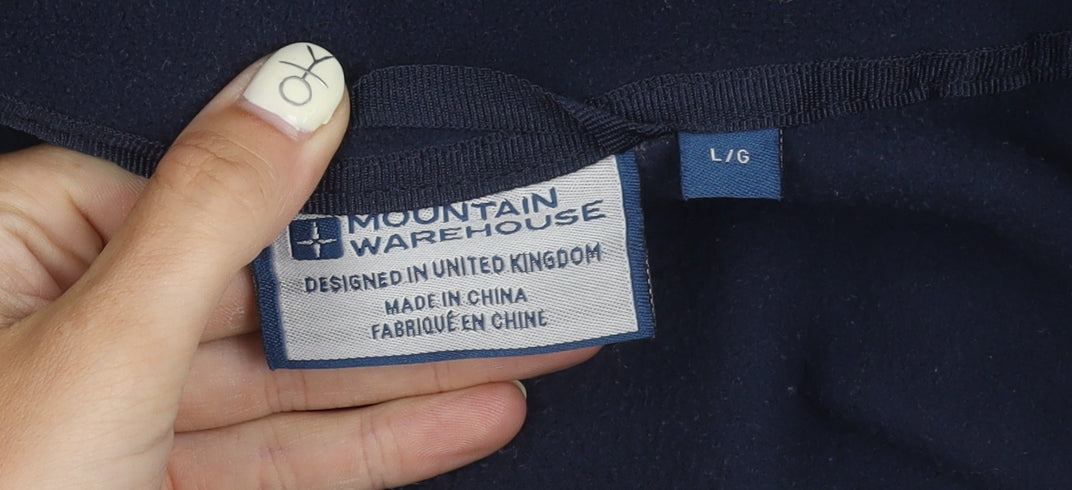 MOUNTAIN
WAREHOUSE
DESIGNED IN UNITED KINGDOM
MADE IN CHINA
FABRIQUÉ EN CHINE
L/G